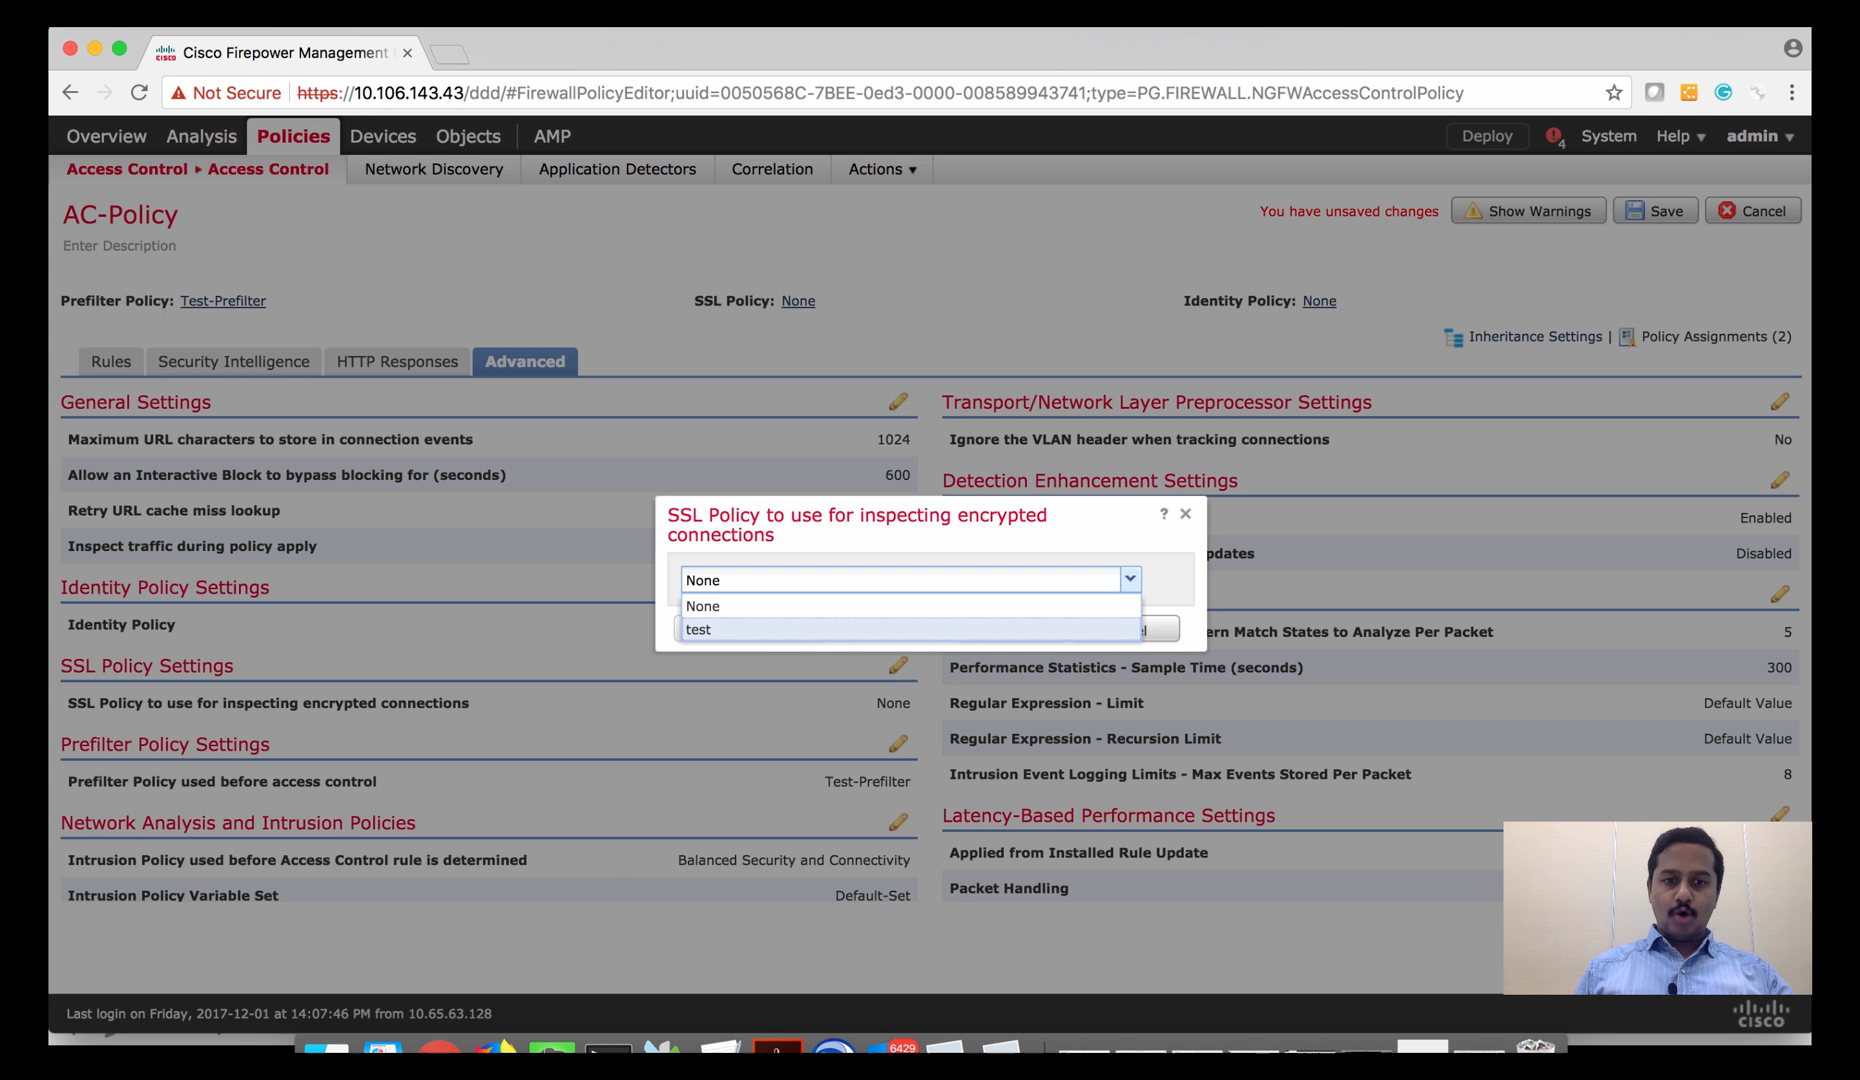 Cisco Firepower Management
Not Secure | https://10.106.143.43/ddd/#FirewallPolicyEditor;uuid=0050568C-7BEE-0ed3-0000-008589943741;type=PG.FIREWALL.NGFWAccessControlPolicy
Overview Analysis Policies Devices Objects AMP Deploy 4 System Help admin
Access Control ▸ Access Control Network Discovery Application Detectors Correlation Actions
AC-Policy
You have unsaved changes Show Warnings Save Cancel
Enter Description
Prefilter Policy: Test-Prefilter SSL Policy: None Identity Policy: None
Inheritance Settings | Policy Assignments (2)
Rules Security Intelligence HTTP Responses Advanced
General Settings
Maximum URL characters to store in connection events 1024
Allow an Interactive Block to bypass blocking for (seconds) 600
Retry URL cache miss lookup
Inspect traffic during policy apply
Identity Policy Settings
Identity Policy
SSL Policy Settings
SSL Policy to use for inspecting encrypted connections None
Prefilter Policy Settings
Prefilter Policy used before access control Test-Prefilter
Network Analysis and Intrusion Policies
Intrusion Policy used before Access Control rule is determined Balanced Security and Connectivity
Intrusion Policy Variable Set Default-Set
Transport/Network Layer Preprocessor Settings
Ignore the VLAN header when tracking connections No
Detection Enhancement Settings
Enabled
pdates Disabled
ern Match States to Analyze Per Packet 5
Performance Statistics - Sample Time (seconds) 300
Regular Expression - Limit Default Value
Regular Expression - Recursion Limit Default Value
Intrusion Event Logging Limits - Max Events Stored Per Packet 8
Latency-Based Performance Settings
Applied from Installed Rule Update
Packet Handling
SSL Policy to use for inspecting encrypted
connections
?
None
None
test
Last login on Friday, 2017-12-01 at 14:07:46 PM from 10.65.63.128
CISCO
6429